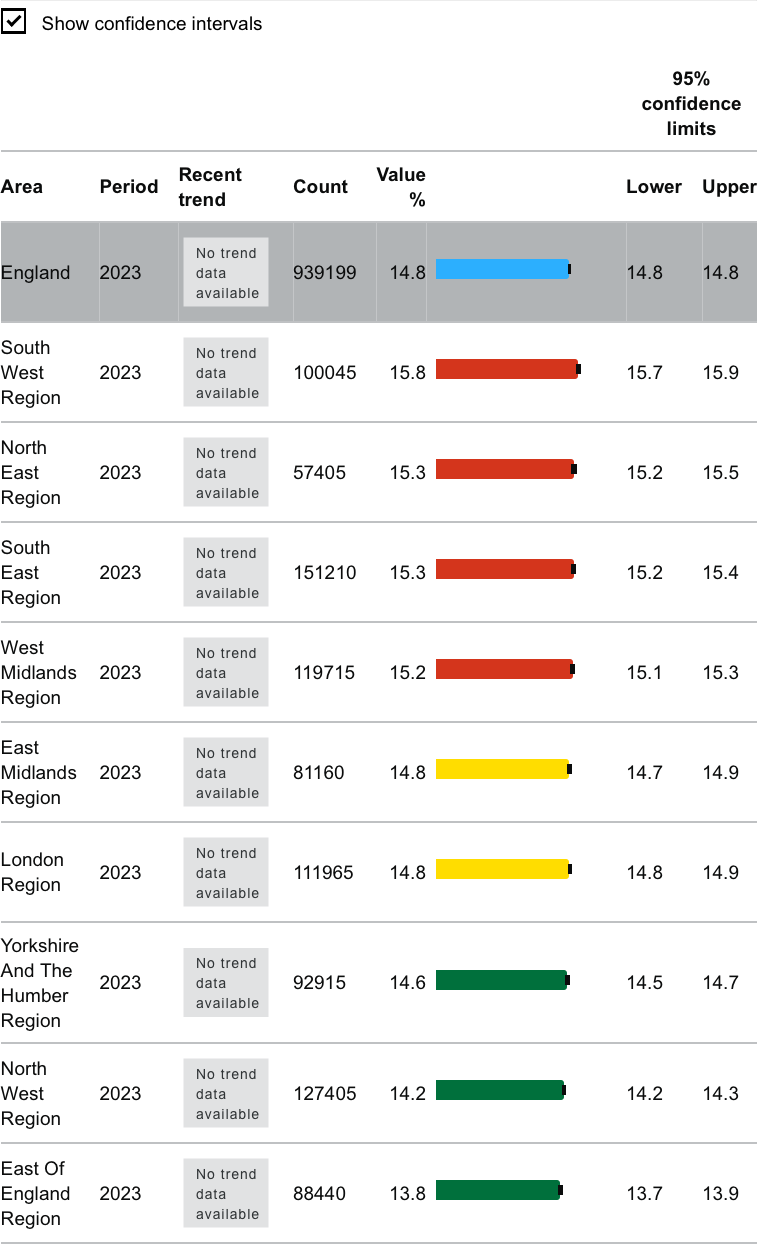 Show confidence intervals
95%
confidence
limits
Area Period Recent trend Count Value % Lower Upper
England 2023 No trend data available 939199 14.8 14.8 14.8
South West Region 2023 No trend data available 100045 15.8 15.7 15.9
North East Region 2023 No trend data available 57405 15.3 15.2 15.5
South East Region 2023 No trend data available 151210 15.3 15.2 15.4
West Midlands Region 2023 No trend data available 119715 15.2 15.1 15.3
East Midlands Region 2023 No trend data available 81160 14.8 14.7 14.9
London Region 2023 No trend data available 111965 14.8 14.8 14.9
Yorkshire And The Humber Region 2023 No trend data available 92915 14.6 14.5 14.7
North West Region 2023 No trend data available 127405 14.2 14.2 14.3
East Of England Region 2023 No trend data available 88440 13.8 13.7 13.9